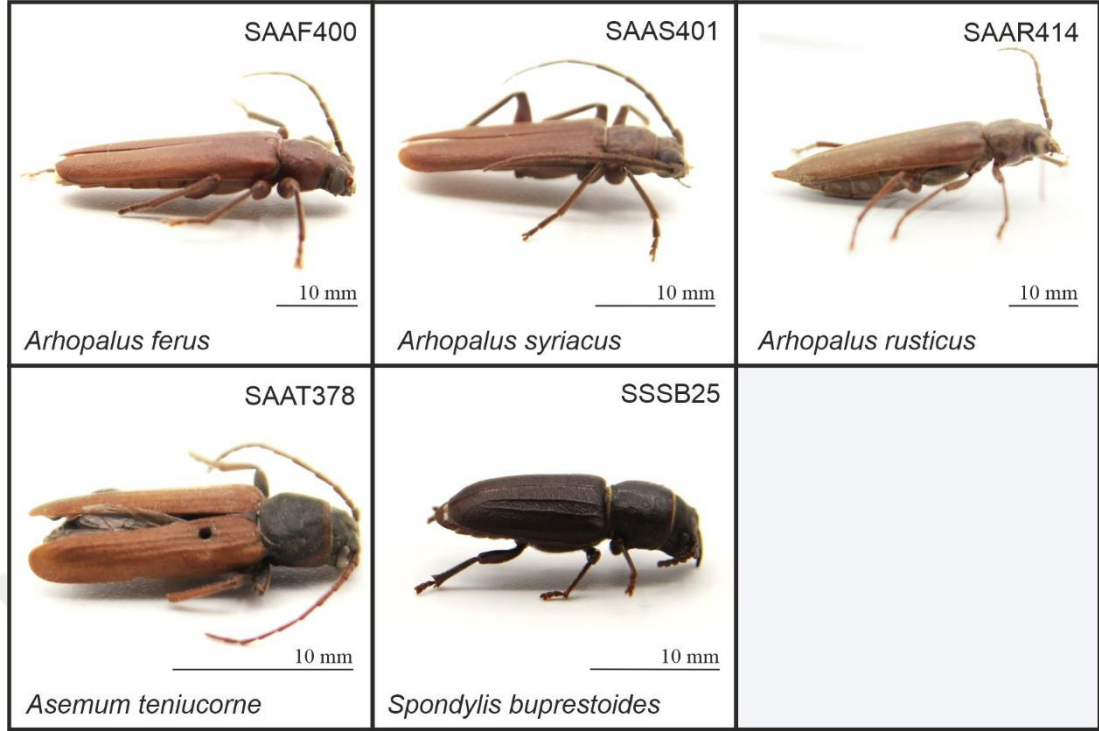 SAAF400
10 mm
Arhopalus ferus
SAAS401
10 mm
Arhopalus syriacus
SAAR414
10 mm
Arhopalus rusticus
SAAT378
10 mm
Asemum teniucorne
SSSB25
10 mm
Spondylis buprestoides